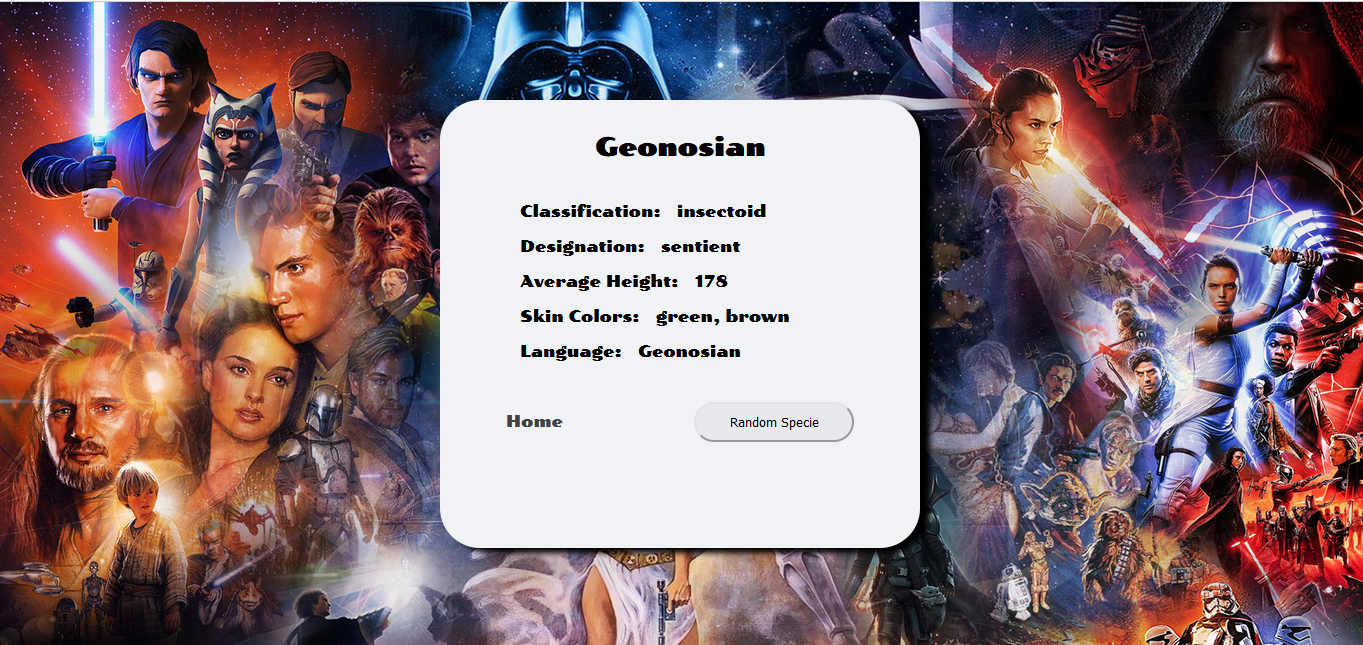 Geonosian
Classification: insectoid
Designation: sentient
Average Height: 178
Skin Colors: green, brown
Language: Geonosian
Home Random Specie